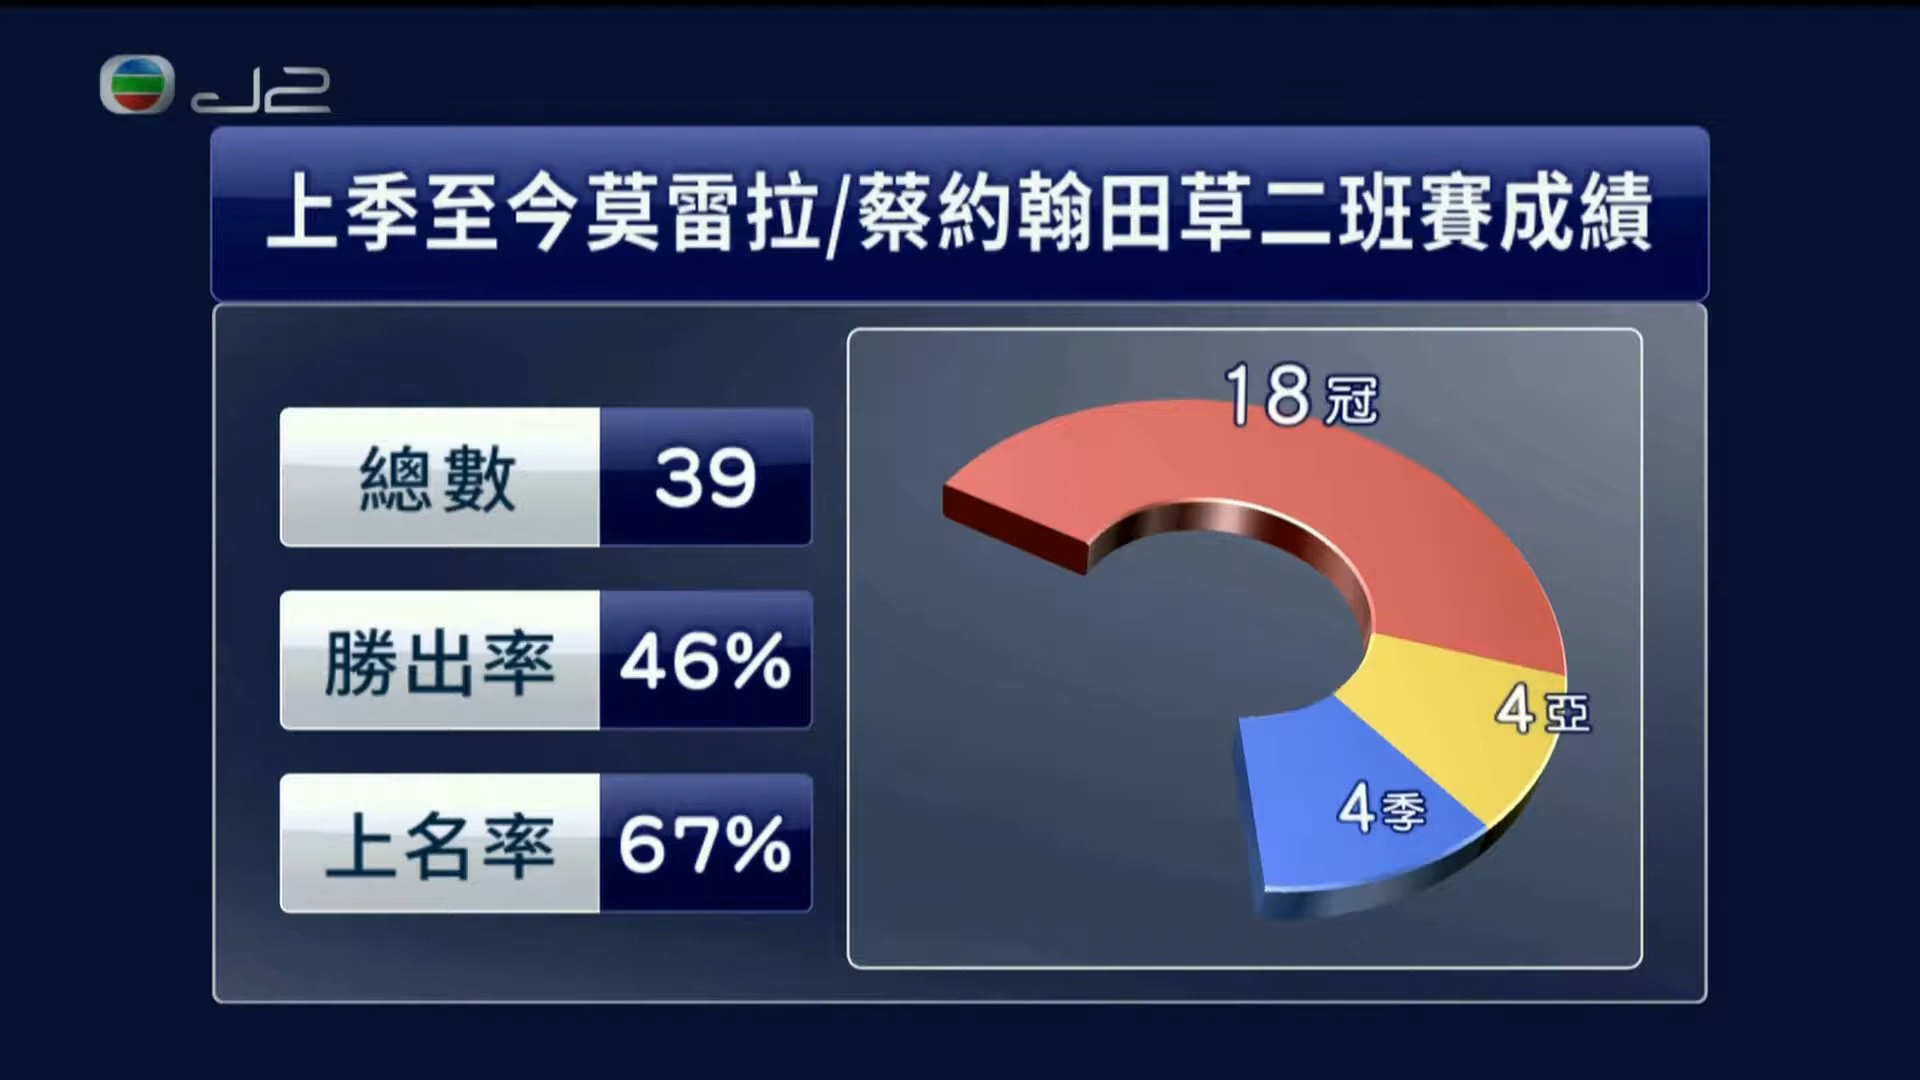 J2
上季至今莫雷拉/蔡約翰田草二班賽成績
總數 39
勝出率 46%
上名率 67%
18冠
4亞
4季